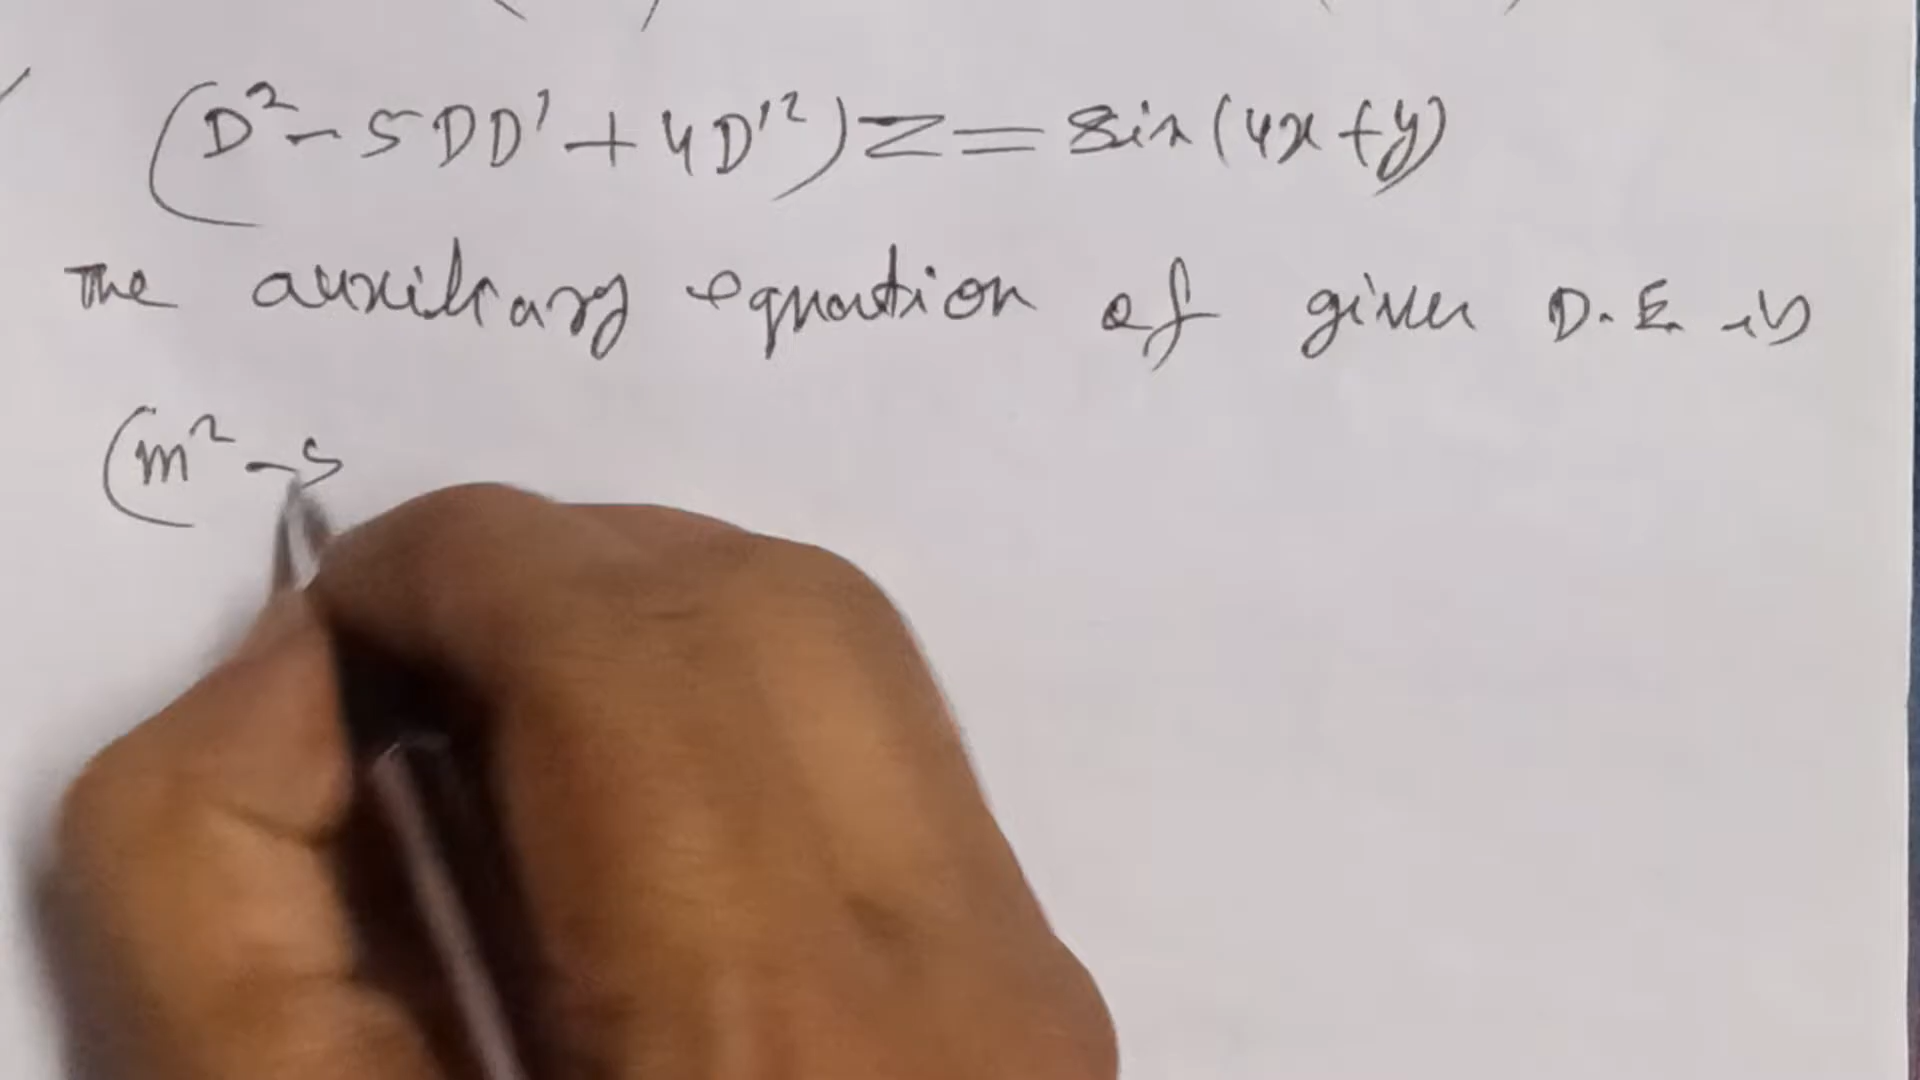 (D²-5DD'+4D'²)z=sin(4x+y)
The auxiliary equation of given D.E. is
(m²-5